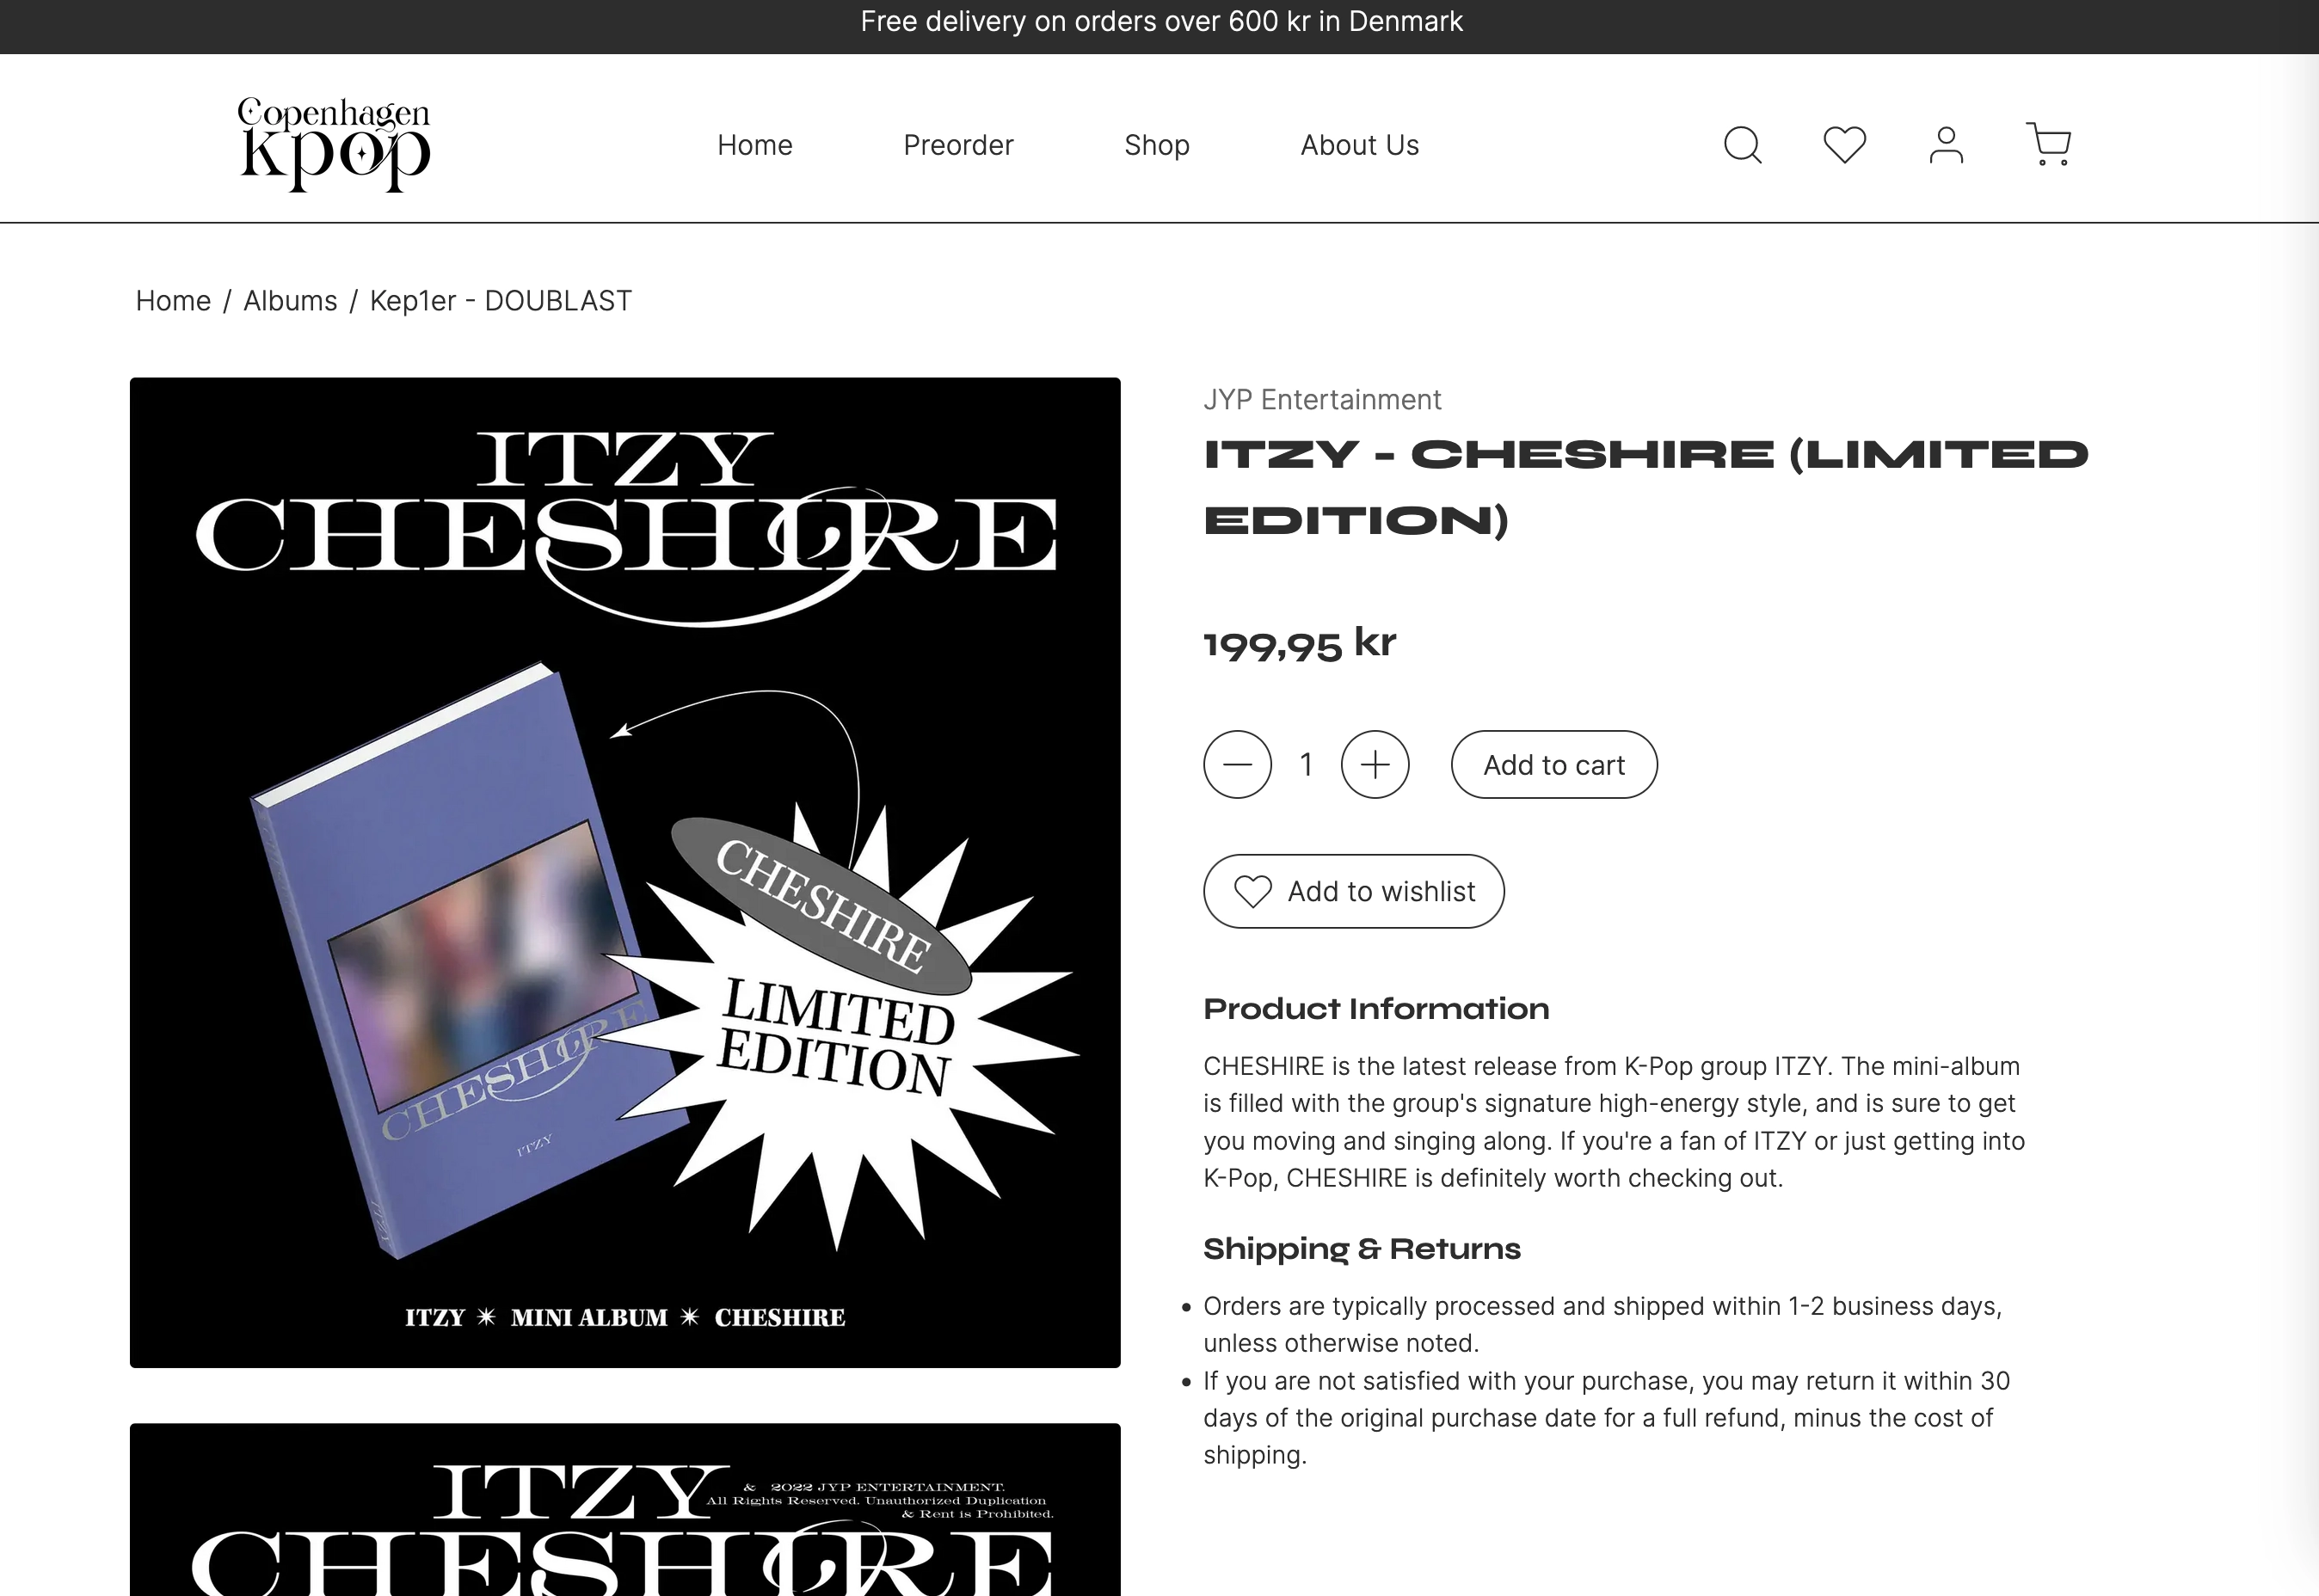 Free delivery on orders over 600 kr in Denmark
Copenhagen
kpop
Home
Preorder
Shop
About Us
Home / Albums / Kep1er - DOUBLAST
ITZY
CHESHIRE
CHESHIRE
LIMITED
EDITION
CHESHIRE
ITZY
ITZY
ITZY ✴ MINI ALBUM ✴ CHESHIRE
JYP Entertainment
ITZY - CHESHIRE (LIMITED
EDITION)
199,95 kr
1
Add to cart
Add to wishlist
Product Information
CHESHIRE is the latest release from K-Pop group ITZY. The mini-album
is filled with the group's signature high-energy style, and is sure to get
you moving and singing along. If you're a fan of ITZY or just getting into
K-Pop, CHESHIRE is definitely worth checking out.
Shipping & Returns
• Orders are typically processed and shipped within 1-2 business days,
unless otherwise noted.
• If you are not satisfied with your purchase, you may return it within 30
days of the original purchase date for a full refund, minus the cost of
shipping.
ITZY
& 2022 JYP ENTERTAINMENT.
All Rights Reserved. Unauthorized Duplication
& Rent is Prohibited.
CHESHIRE